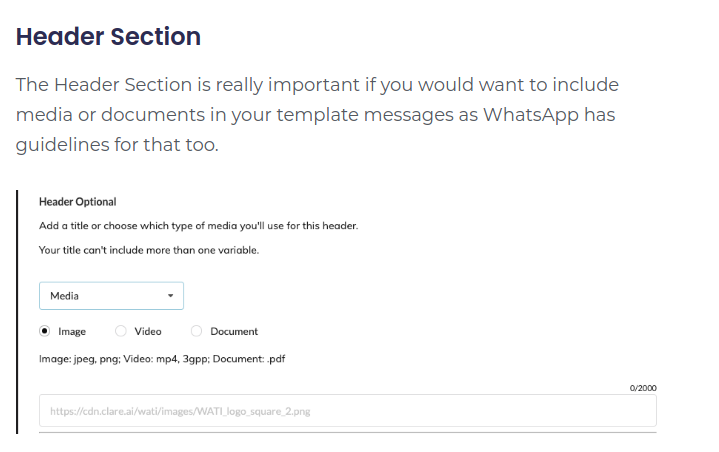 Header Section
The Header Section is really important if you would want to include
media or documents in your template messages as WhatsApp has
guidelines for that too.
Header Optional
Add a title or choose which type of media you'll use for this header.
Your title can't include more than one variable.
Media
Image Video Document
Image: jpeg, png; Video: mp4, 3gpp; Document: .pdf
0/2000
https://cdn.clare.ai/wati/images/WATI_logo_square_2.png